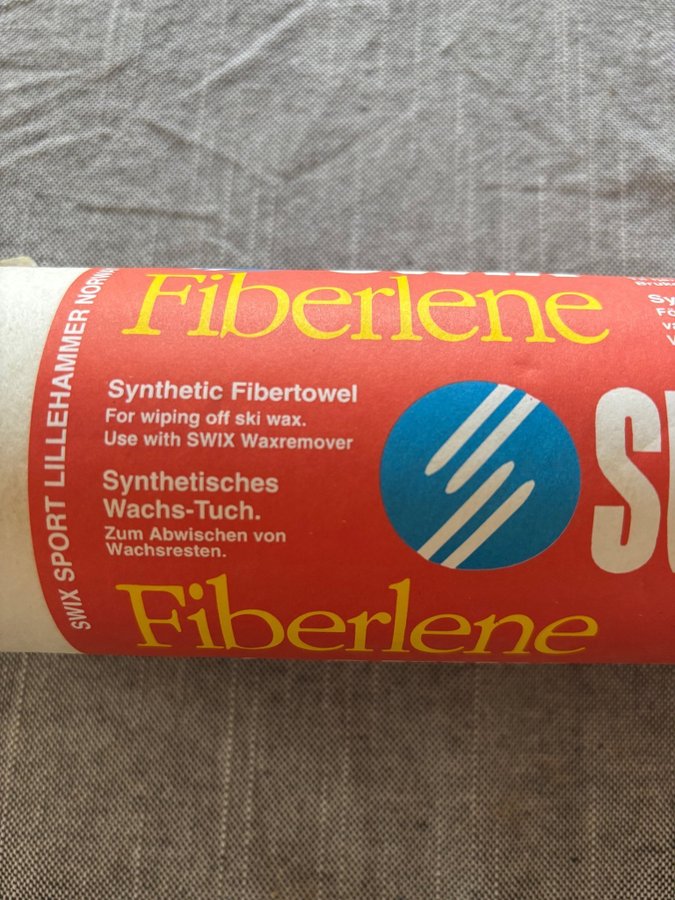 Fiberlene
Synthetic Fibertowel
For wiping off ski wax.
Use with SWIX Waxremover
Synthetisches
Wachs-Tuch.
Zum Abwischen von
Wachsresten.
Fiberlene
SWIX SPORT LILLEHAMMER